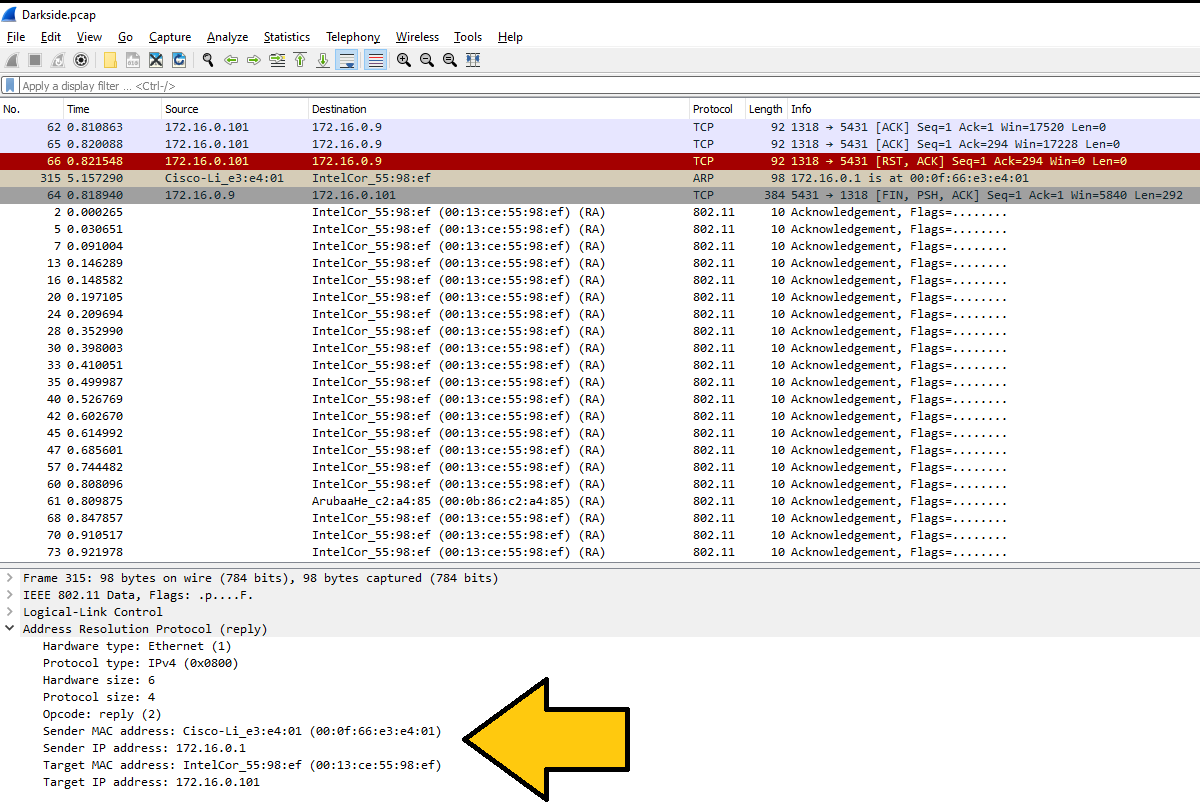 Darkside.pcap
File Edit View Go Capture Analyze Statistics Telephony Wireless Tools Help
Apply a display filter ... <Ctrl-/>
No. Time Source Destination Protocol Length Info
62 0.810863 172.16.0.101 172.16.0.9 TCP 92 1318 → 5431 [ACK] Seq=1 Ack=1 Win=17520 Len=0
65 0.820088 172.16.0.101 172.16.0.9 TCP 92 1318 → 5431 [ACK] Seq=1 Ack=294 Win=17228 Len=0
66 0.821548 172.16.0.101 172.16.0.9 TCP 92 1318 → 5431 [RST, ACK] Seq=1 Ack=294 Win=0 Len=0
315 5.157290 Cisco-Li_e3:e4:01 IntelCor_55:98:ef ARP 98 172.16.0.1 is at 00:0f:66:e3:e4:01
64 0.818940 172.16.0.9 172.16.0.101 TCP 384 5431 → 1318 [FIN, PSH, ACK] Seq=1 Ack=1 Win=5840 Len=292
2 0.000265 IntelCor_55:98:ef (00:13:ce:55:98:ef) (RA) 802.11 10 Acknowledgement, Flags=........
5 0.030651 IntelCor_55:98:ef (00:13:ce:55:98:ef) (RA) 802.11 10 Acknowledgement, Flags=........
7 0.091004 IntelCor_55:98:ef (00:13:ce:55:98:ef) (RA) 802.11 10 Acknowledgement, Flags=........
13 0.146289 IntelCor_55:98:ef (00:13:ce:55:98:ef) (RA) 802.11 10 Acknowledgement, Flags=........
16 0.148582 IntelCor_55:98:ef (00:13:ce:55:98:ef) (RA) 802.11 10 Acknowledgement, Flags=........
20 0.197105 IntelCor_55:98:ef (00:13:ce:55:98:ef) (RA) 802.11 10 Acknowledgement, Flags=........
24 0.209694 IntelCor_55:98:ef (00:13:ce:55:98:ef) (RA) 802.11 10 Acknowledgement, Flags=........
28 0.352990 IntelCor_55:98:ef (00:13:ce:55:98:ef) (RA) 802.11 10 Acknowledgement, Flags=........
30 0.398003 IntelCor_55:98:ef (00:13:ce:55:98:ef) (RA) 802.11 10 Acknowledgement, Flags=........
33 0.410051 IntelCor_55:98:ef (00:13:ce:55:98:ef) (RA) 802.11 10 Acknowledgement, Flags=........
35 0.499987 IntelCor_55:98:ef (00:13:ce:55:98:ef) (RA) 802.11 10 Acknowledgement, Flags=........
40 0.526769 IntelCor_55:98:ef (00:13:ce:55:98:ef) (RA) 802.11 10 Acknowledgement, Flags=........
42 0.602670 IntelCor_55:98:ef (00:13:ce:55:98:ef) (RA) 802.11 10 Acknowledgement, Flags=........
45 0.614992 IntelCor_55:98:ef (00:13:ce:55:98:ef) (RA) 802.11 10 Acknowledgement, Flags=........
47 0.685601 IntelCor_55:98:ef (00:13:ce:55:98:ef) (RA) 802.11 10 Acknowledgement, Flags=........
57 0.744482 IntelCor_55:98:ef (00:13:ce:55:98:ef) (RA) 802.11 10 Acknowledgement, Flags=........
60 0.808096 IntelCor_55:98:ef (00:13:ce:55:98:ef) (RA) 802.11 10 Acknowledgement, Flags=........
61 0.809875 ArubaaHe_c2:a4:85 (00:0b:86:c2:a4:85) (RA) 802.11 10 Acknowledgement, Flags=........
68 0.847857 IntelCor_55:98:ef (00:13:ce:55:98:ef) (RA) 802.11 10 Acknowledgement, Flags=........
70 0.910517 IntelCor_55:98:ef (00:13:ce:55:98:ef) (RA) 802.11 10 Acknowledgement, Flags=........
73 0.921978 IntelCor_55:98:ef (00:13:ce:55:98:ef) (RA) 802.11 10 Acknowledgement, Flags=........
Frame 315: 98 bytes on wire (784 bits), 98 bytes captured (784 bits)
IEEE 802.11 Data, Flags: .p....F.
Logical-Link Control
Address Resolution Protocol (reply)
Hardware type: Ethernet (1)
Protocol type: IPv4 (0x0800)
Hardware size: 6
Protocol size: 4
Opcode: reply (2)
Sender MAC address: Cisco-Li_e3:e4:01 (00:0f:66:e3:e4:01)
Sender IP address: 172.16.0.1
Target MAC address: IntelCor_55:98:ef (00:13:ce:55:98:ef)
Target IP address: 172.16.0.101